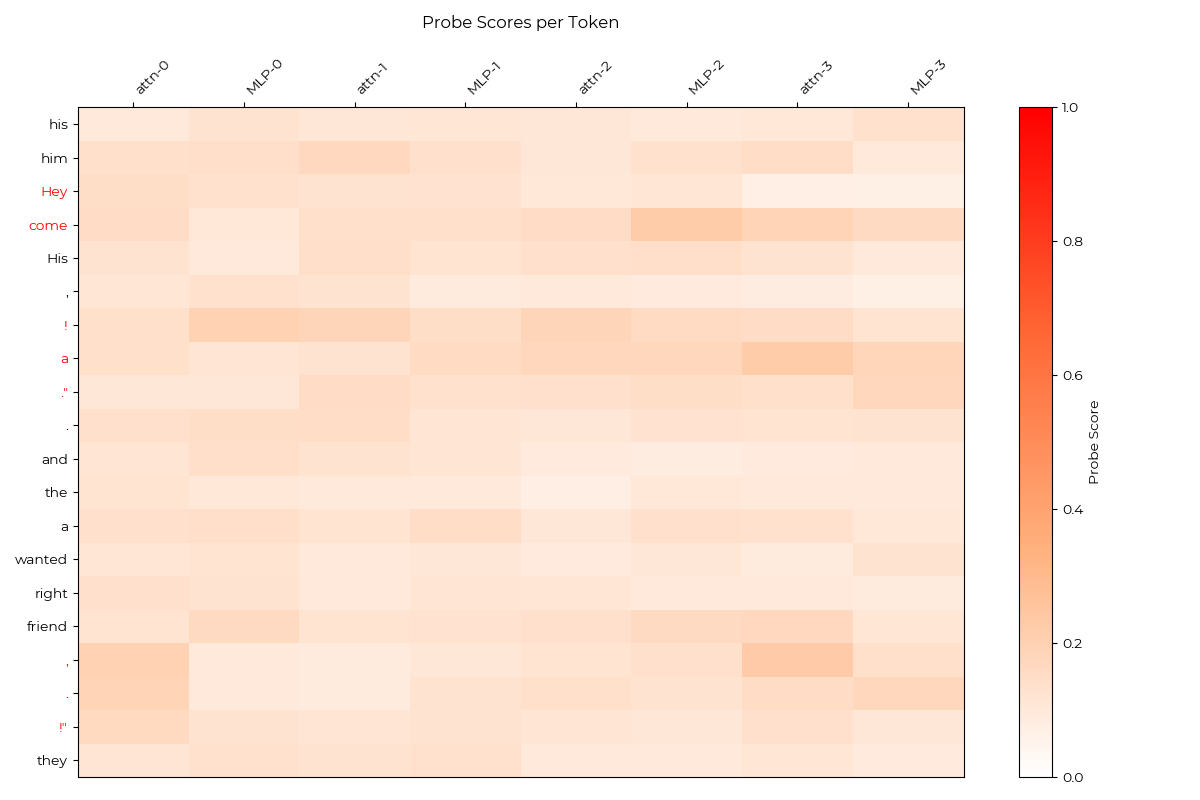 Probe Scores per Token
attn-0 MLP-0 attn-1 MLP-1 attn-2 MLP-2 attn-3 MLP-3
his
him
Hey
come
His
,
!
a
."
.
and
the
a
wanted
right
friend
,
.
!"
they
1.0
0.8
0.6
0.4
0.2
0.0
Probe Score